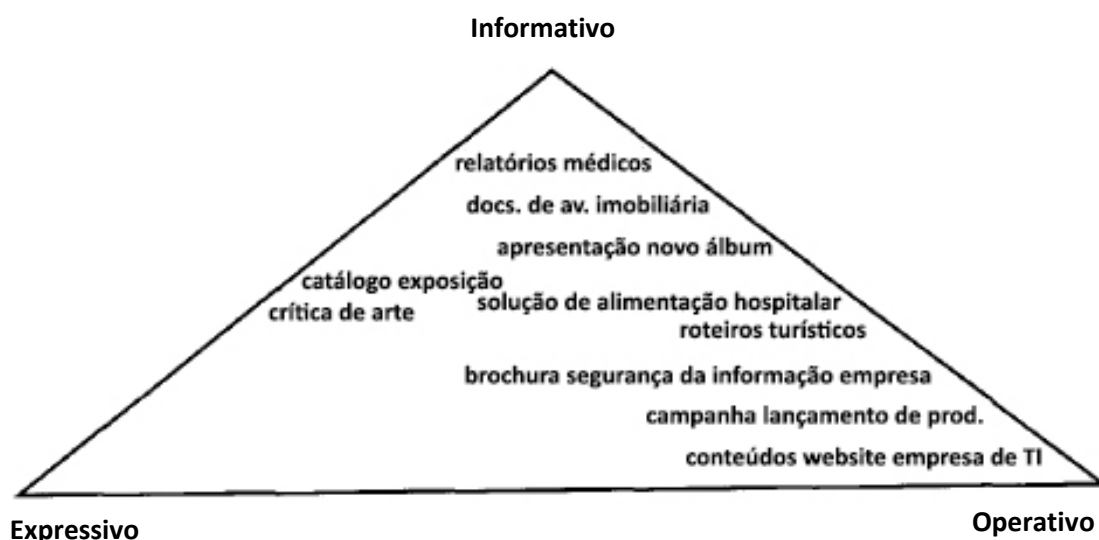 Informativo
relatórios médicos
docs. de av. imobiliária
apresentação novo álbum
catálogo exposição
solução de alimentação hospitalar
crítica de arte
roteiros turísticos
brochura segurança da informação empresa
campanha lançamento de prod.
conteúdos website empresa de TI
Expressivo
Operativo